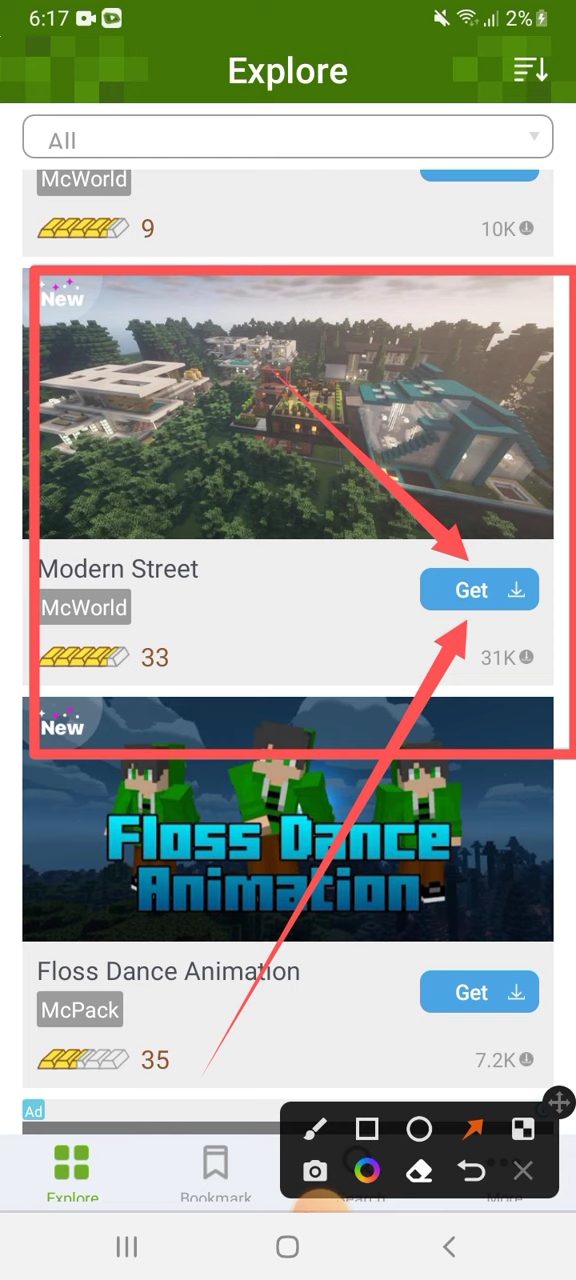 6:17
2%
Explore
All
McWorld
9
10K
New
Modern Street
McWorld
Get
33
31K
New
Floss Dance
Animation
Floss Dance Animation
McPack
Get
35
7.2K
Ad
Explore
Bookmark